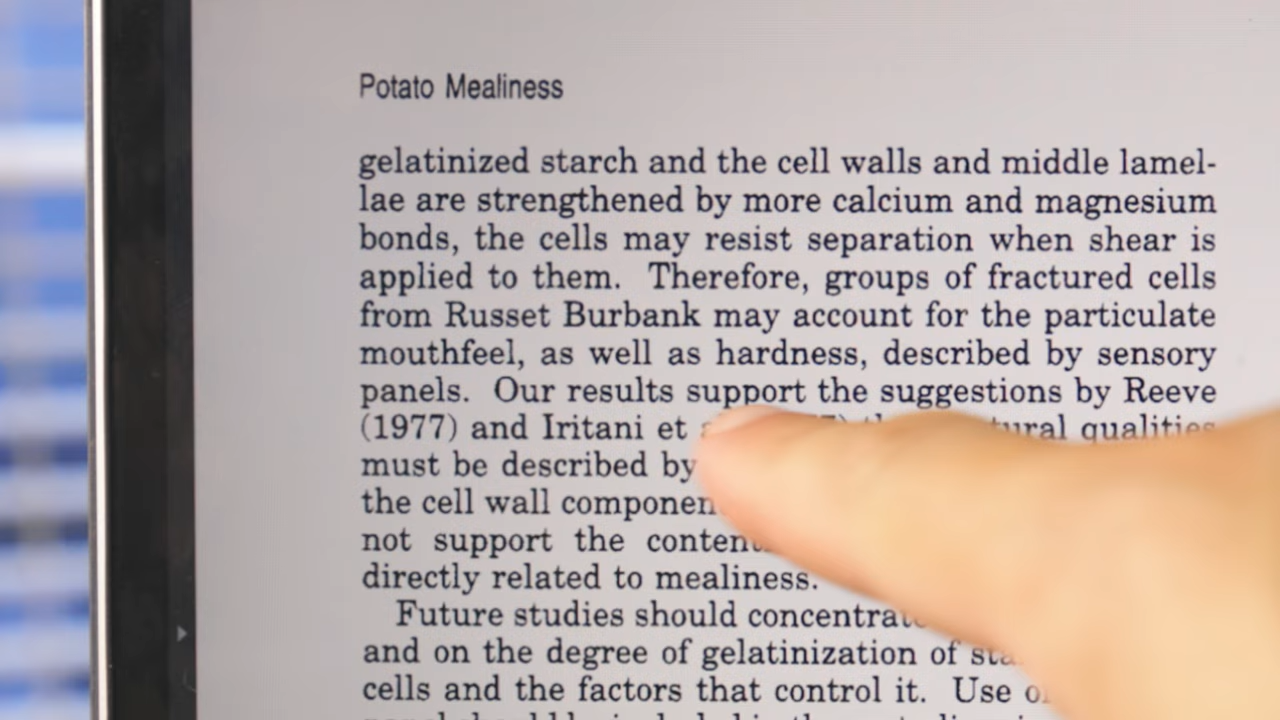 Potato Mealiness
gelatinized starch and the cell walls and middle lamel-
lae are strengthened by more calcium and magnesium
bonds, the cells may resist separation when shear is
applied to them. Therefore, groups of fractured cells
from Russet Burbank may account for the particulate
mouthfeel, as well as hardness, described by sensory
panels. Our results support the suggestions by Reeve
(1977) and Iritani et qualities
must be described by
the cell wall
not support the
directly related to mealiness.
Future studies should
and on the degree of gelatinization of
cells and the factors that control it. Use